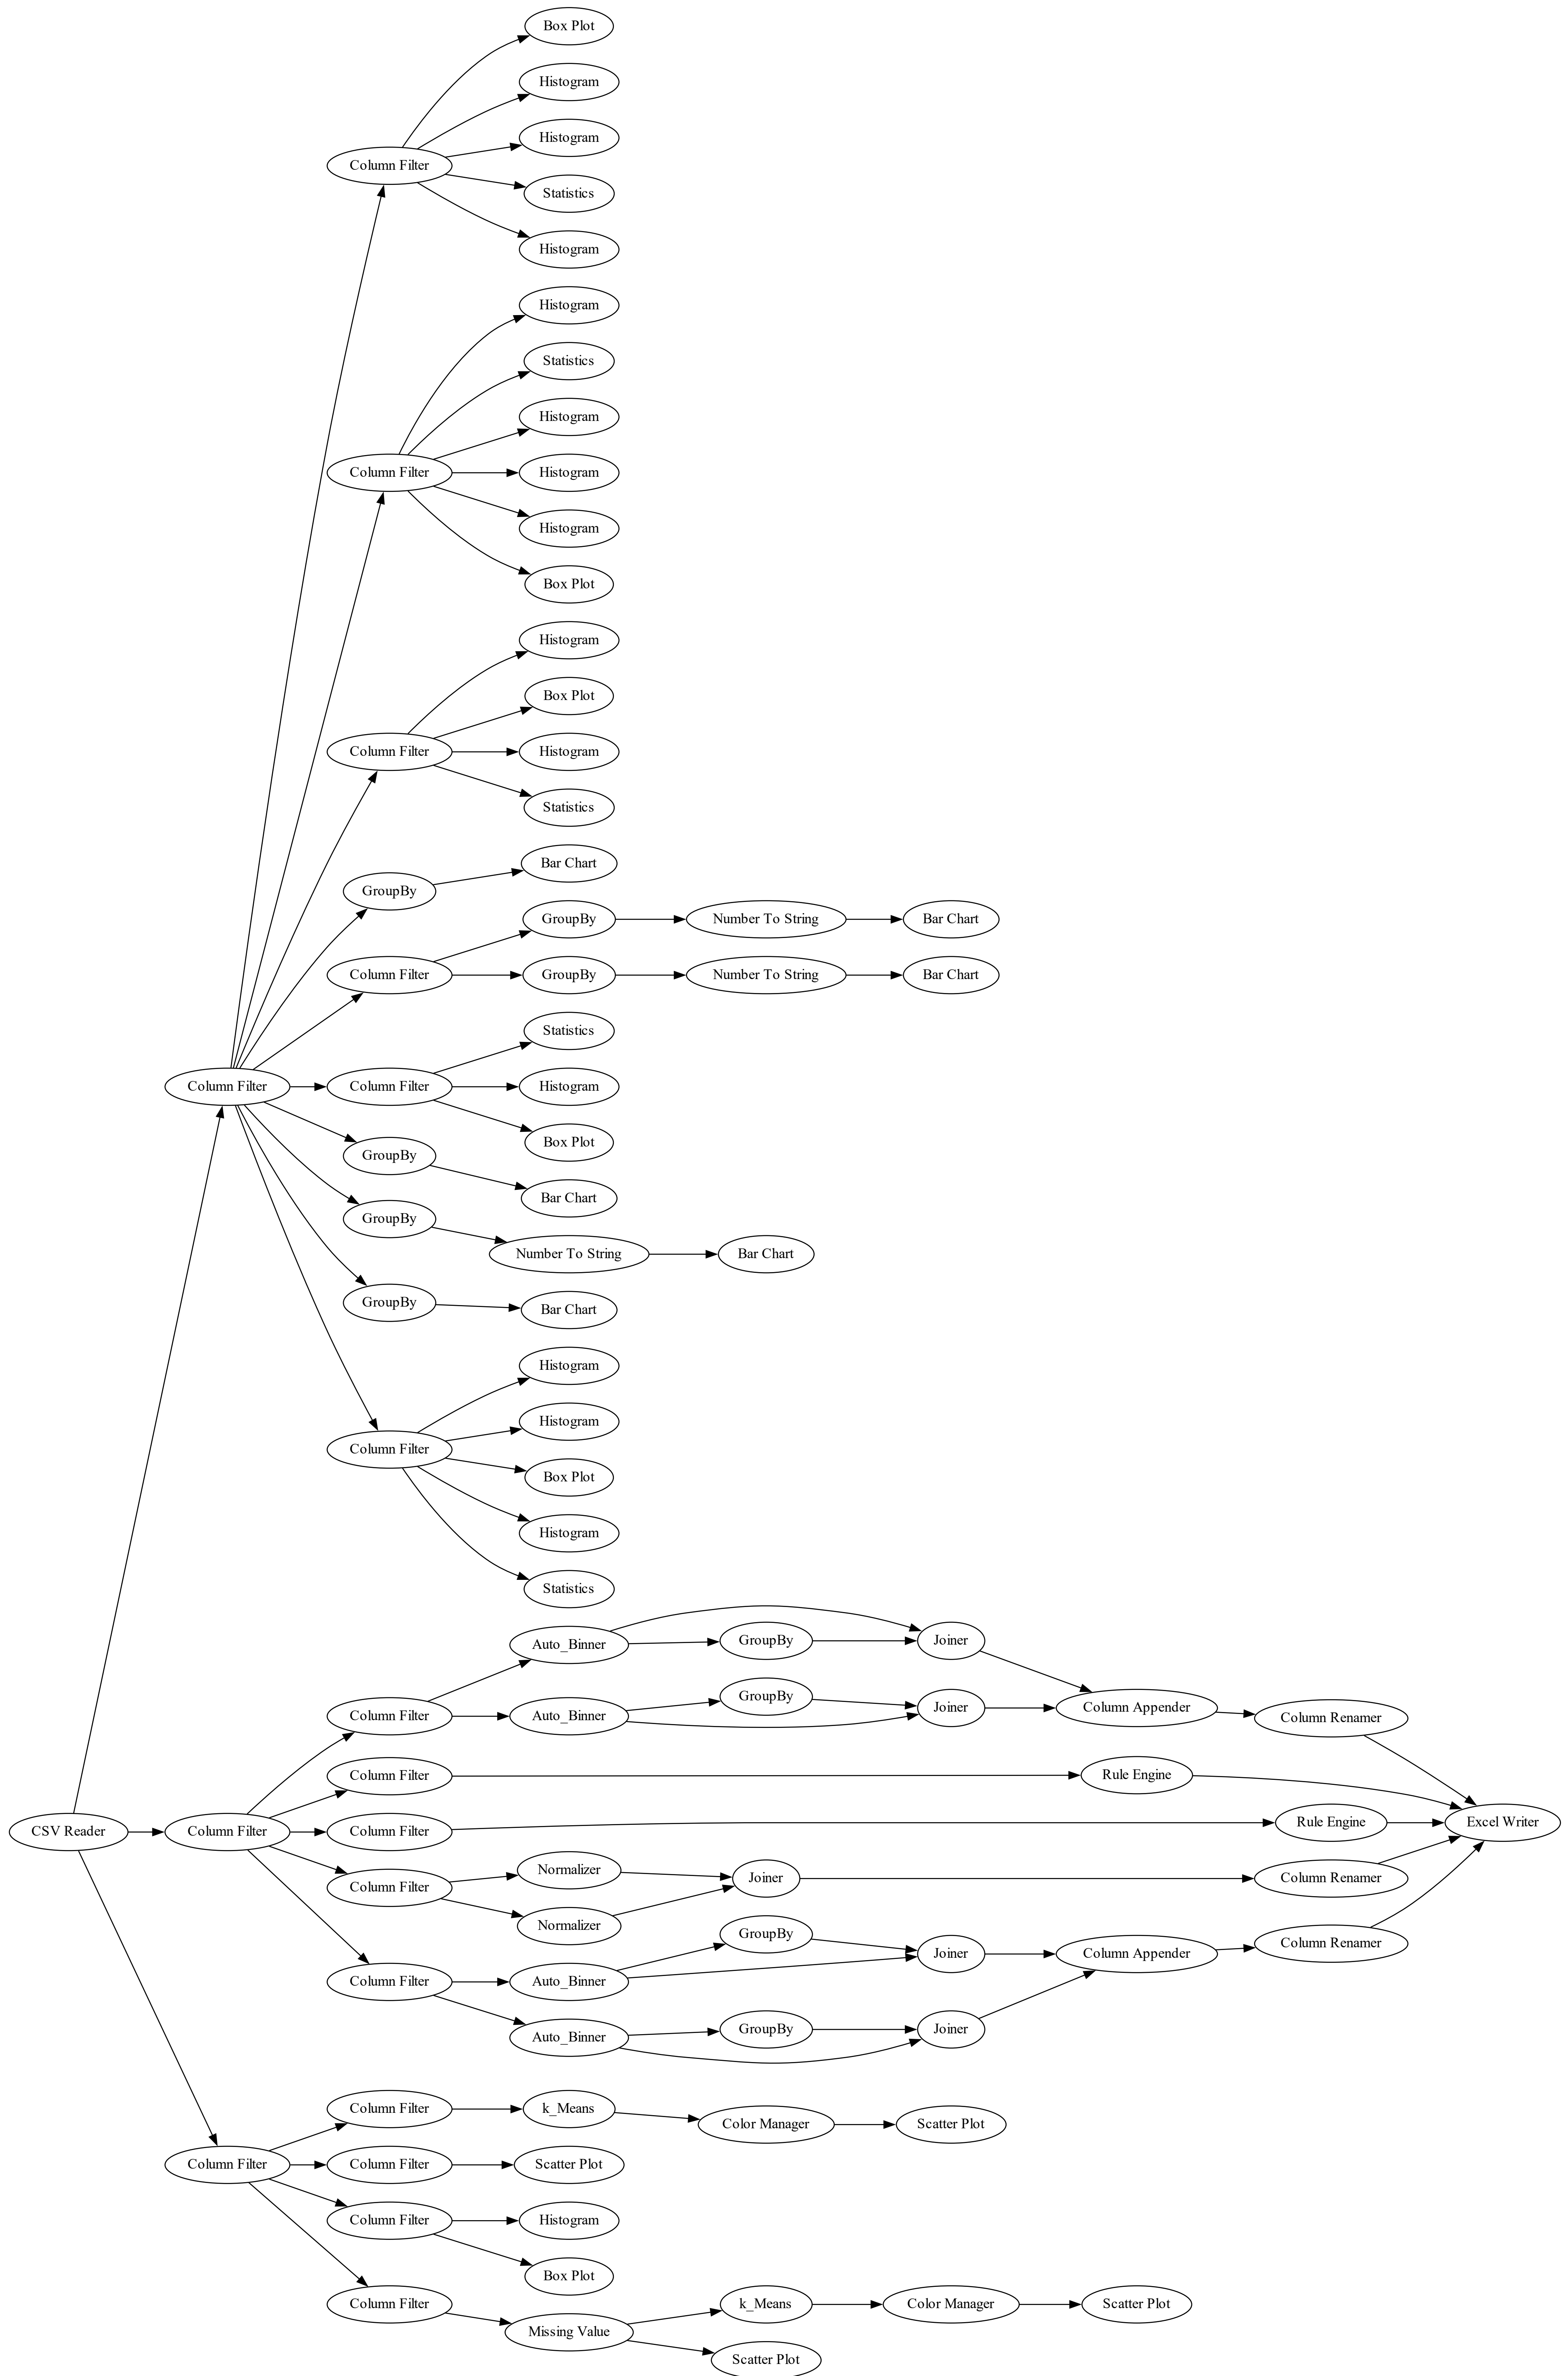 Box Plot
Histogram
Histogram
Column Filter
Statistics
Histogram
Histogram
Statistics
Histogram
Column Filter
Histogram
Histogram
Box Plot
Histogram
Box Plot
Column Filter
Histogram
Statistics
Bar Chart
GroupBy
GroupBy
Number To String
Bar Chart
Column Filter
GroupBy
Number To String
Bar Chart
Statistics
Column Filter
Column Filter
Histogram
Box Plot
GroupBy
Bar Chart
GroupBy
Number To String
Bar Chart
GroupBy
Bar Chart
Histogram
Histogram
Column Filter
Box Plot
Histogram
Statistics
Auto_Binner
GroupBy
Joiner
Column Filter
Auto_Binner
GroupBy
Joiner
Column Appender
Column Renamer
Column Filter
Rule Engine
CSV Reader
Column Filter
Column Filter
Rule Engine
Excel Writer
Column Filter
Normalizer
Joiner
Column Renamer
Normalizer
GroupBy
Joiner
Column Appender
Column Renamer
Column Filter
Auto_Binner
Auto_Binner
GroupBy
Joiner
Column Filter
k_Means
Color Manager
Scatter Plot
Column Filter
Column Filter
Scatter Plot
Column Filter
Histogram
Box Plot
Column Filter
Missing Value
k_Means
Color Manager
Scatter Plot
Scatter Plot